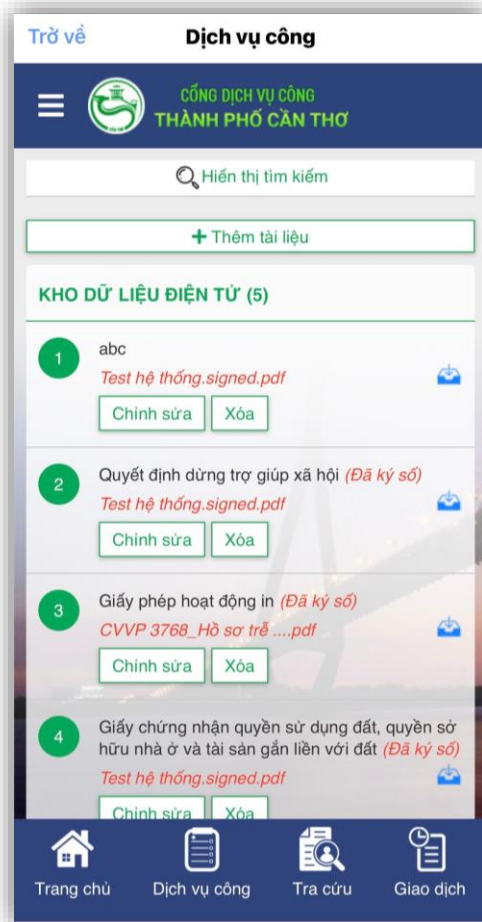 Trở về
Dịch vụ công
CỔNG DỊCH VỤ CÔNG
THÀNH PHỐ CẦN THƠ
Hiển thị tìm kiếm
+ Thêm tài liệu
KHO DỮ LIỆU ĐIỆN TỬ (5)
1
abc
Test hệ thống.signed.pdf
Chỉnh sửa
Xóa
2
Quyết định dừng trợ giúp xã hội (Đã ký số)
Test hệ thống.signed.pdf
Chỉnh sửa
Xóa
3
Giấy phép hoạt động in (Đã ký số)
CVVP 3768_Hồ sơ trễ ....pdf
Chỉnh sửa
Xóa
4
Giấy chứng nhận quyền sử dụng đất, quyền sở
hữu nhà ở và tài sản gắn liền với đất (Đã ký số)
Test hệ thống.signed.pdf
Chỉnh sửa
Xóa
Trang chủ
Dịch vụ công
Tra cứu
Giao dịch